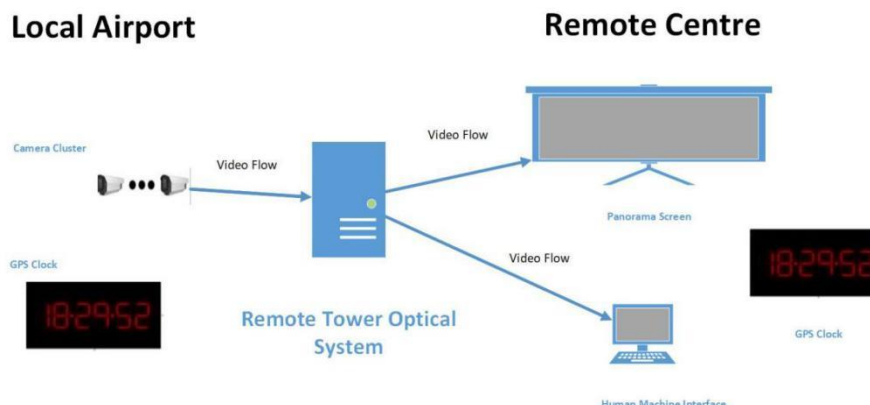 Local Airport
Remote Centre
Camera Cluster
Video Flow
Video Flow
Panorama Screen
GPS Clock
18:29:52
Remote Tower Optical
System
Video Flow
18:29:52
GPS Clock
Human Machine Interface